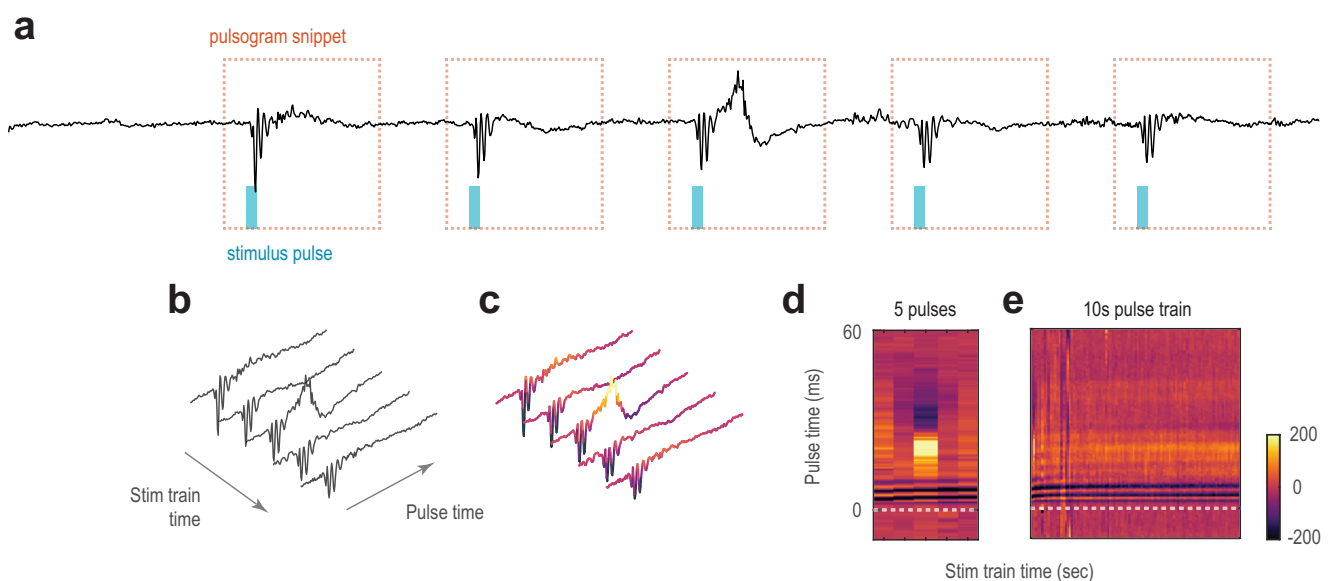 a
pulsogram snippet
stimulus pulse
b
c
d
e
Stim train
time
Pulse time
5 pulses
10s pulse train
60
Pulse time (ms)
0
200
0
-200
Stim train time (sec)